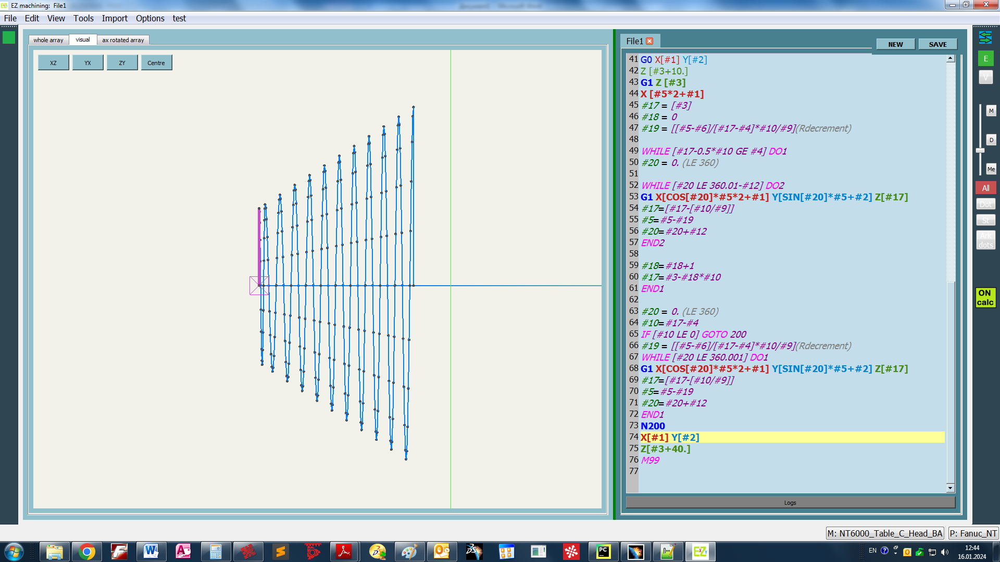 EZ machining: File1
File Edit View Tools Import Options test
whole array visual ax rotated array
XZ YX ZY Centre
File1
NEW SAVE
41 G0 X[#1] Y[#2]
42 Z [#3+10.]
43 G1 Z [#3]
44 X [#5*2+#1]
45 #17 = [#3]
46 #18 = 0
47 #19 = [[#5-#6]/[#17-#4]*#10/#9](Rdecrement)
48
49 WHILE [#17-0.5*#10 GE #4] DO1
50 #20 = 0. (LE 360)
51
52 WHILE [#20 LE 360.01-#12] DO2
53 G1 X[COS[#20]*#5*2+#1] Y[SIN[#20]*#5+#2] Z[#17]
54 #17=[#17-[#10/#9]]
55 #5=#5-#19
56 #20=#20+#12
57 END2
58
59 #18=#18+1
60 #17=#3-#18*#10
61 END1
62
63 #20 = 0. (LE 360)
64 #10=#17-#4
65 IF [#10 LE 0] GOTO 200
66 #19 = [[#5-#6]/[#17-#4]*#10/#9](Rdecrement)
67 WHILE [#20 LE 360.001] DO1
68 G1 X[COS[#20]*#5*2+#1] Y[SIN[#20]*#5+#2] Z[#17]
69 #17=[#17-[#10/#9]]
70 #5=#5-#19
71 #20=#20+#12
72 END1
73 N200
74 X[#1] Y[#2]
75 Z[#3+40.]
76 M99
77
Logs
E
V
M
D
Me
All
Dot
St
Ark
dots
ON
calc
M: NT6000_Table_C_Head_BA P: Fanuc_NT
EN
12:44
16.01.2024